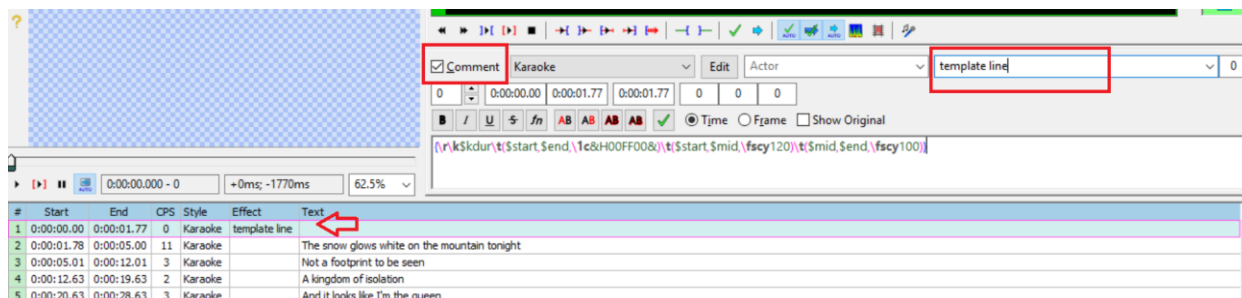 ?
AUTO AUTO
Comment Karaoke Edit Actor template line 0
0 0:00:00.00 0:00:01.77 0:00:01.77 0 0 0
B I U S fn AB AB AB AB Time Frame Show Original
{\r\k$kdur\t($start,$end,\1c&H00FF00&)\t($start,$mid,\fscy120)\t($mid,$end,\fscy100)}
AUTO 0:00:00.000 - 0 +0ms; -1770ms 62.5%
# Start End CPS Style Effect Text
1 0:00:00.00 0:00:01.77 0 Karaoke template line
2 0:00:01.78 0:00:05.00 11 Karaoke The snow glows white on the mountain tonight
3 0:00:05.01 0:00:12.01 3 Karaoke Not a footprint to be seen
4 0:00:12.63 0:00:19.63 2 Karaoke A kingdom of isolation
5 0:00:20.63 0:00:28.63 3 Karaoke And it looks like I'm the queen